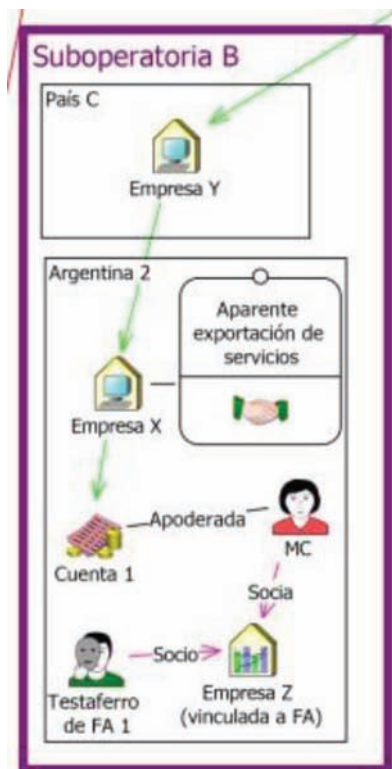 Suboperatoria B
País C
Empresa Y
Argentina 2
Aparente
exportación de
servicios
Empresa X
Apoderada
MC
Cuenta 1
Socia
Socio
Testaferro
de FA 1
Empresa Z
(vinculada a FA)